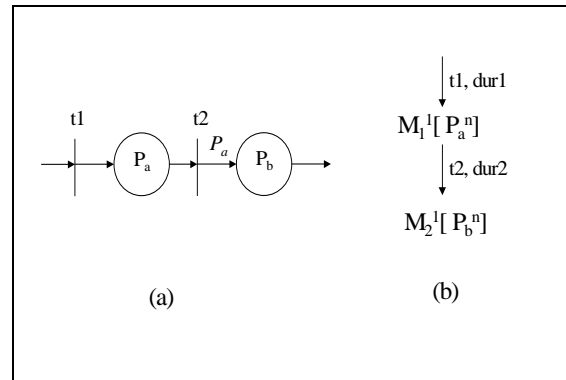 t1
t2
P_a
P_a
P_b
(a)
t1, dur1
M_1^1[ P_a^n]
t2, dur2
M_2^1[ P_b^n]
(b)